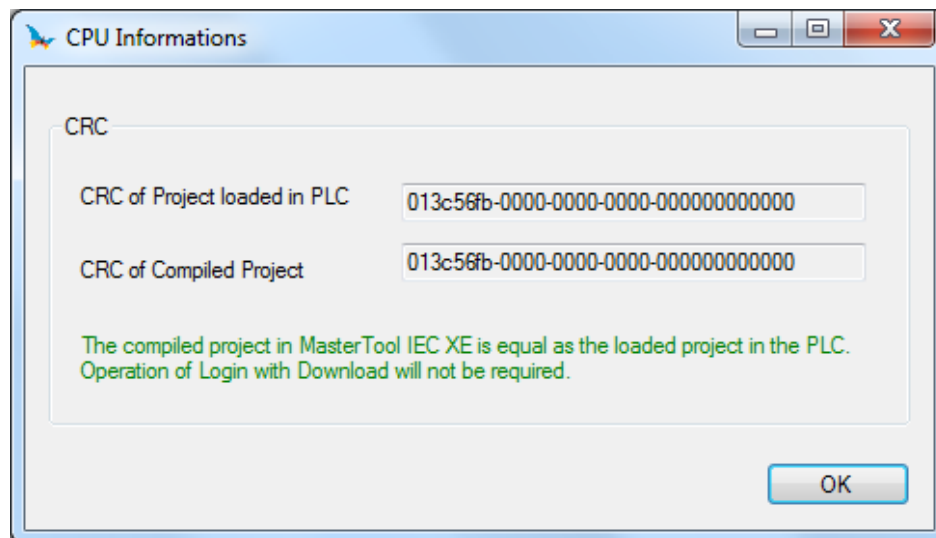 CPU Informations
CRC
CRC of Project loaded in PLC 013c56fb-0000-0000-0000-000000000000
CRC of Compiled Project 013c56fb-0000-0000-0000-000000000000
The compiled project in MasterTool IEC XE is equal as the loaded project in the PLC.
Operation of Login with Download will not be required.
OK